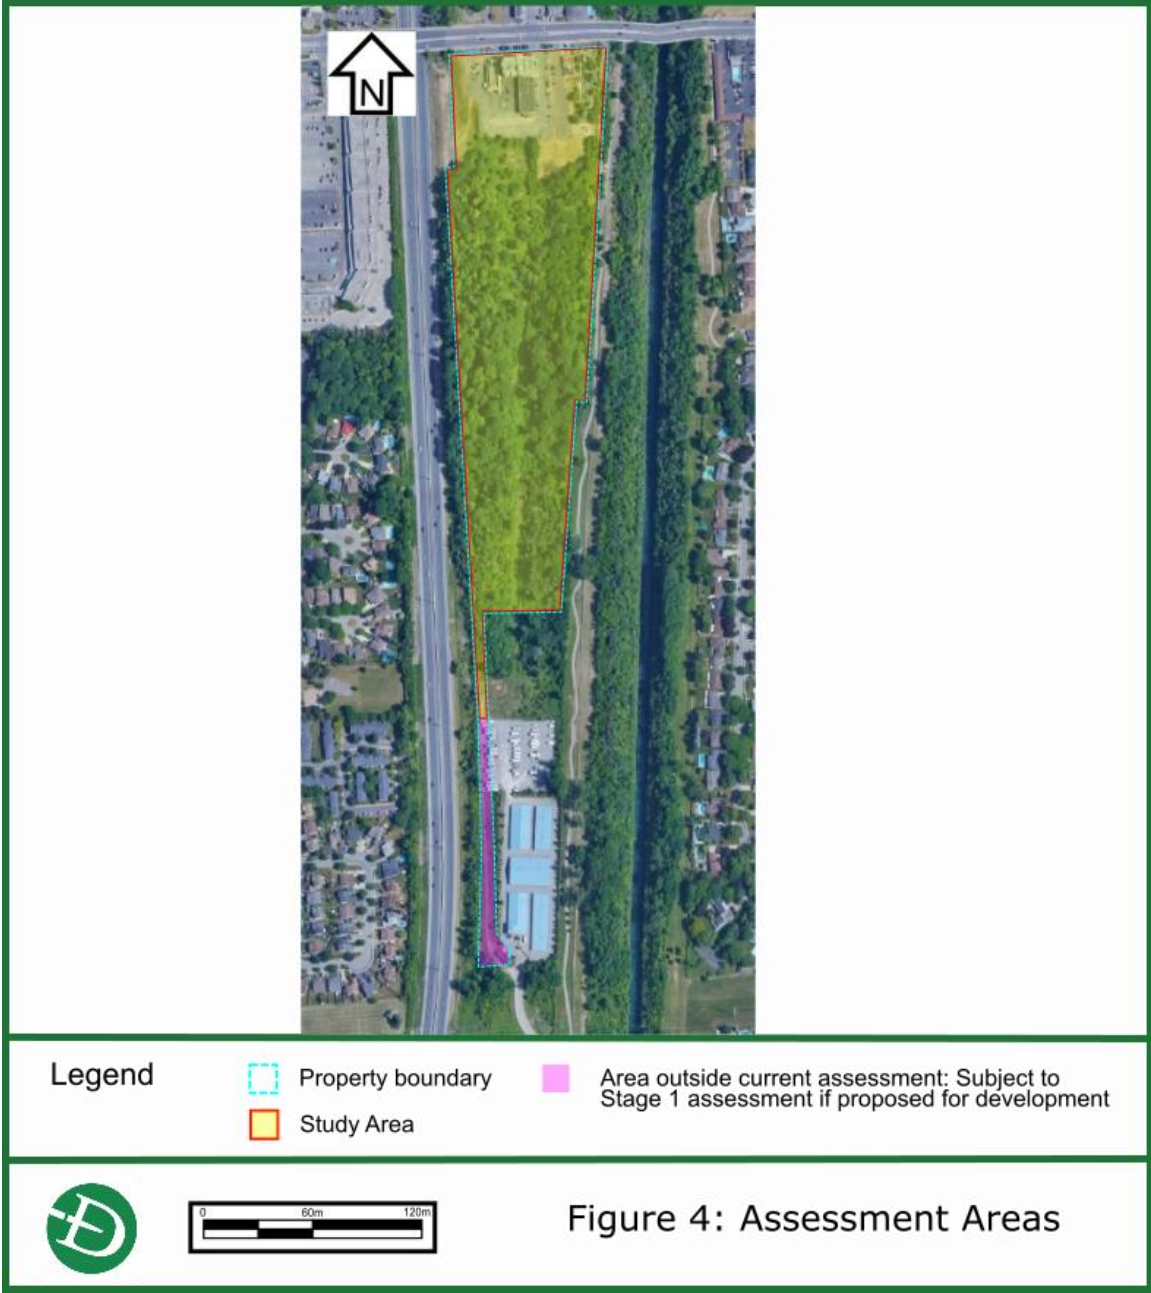 N
Legend
Property boundary
Study Area
Area outside current assessment: Subject to
Stage 1 assessment if proposed for development
0 60m 120m
Figure 4: Assessment Areas